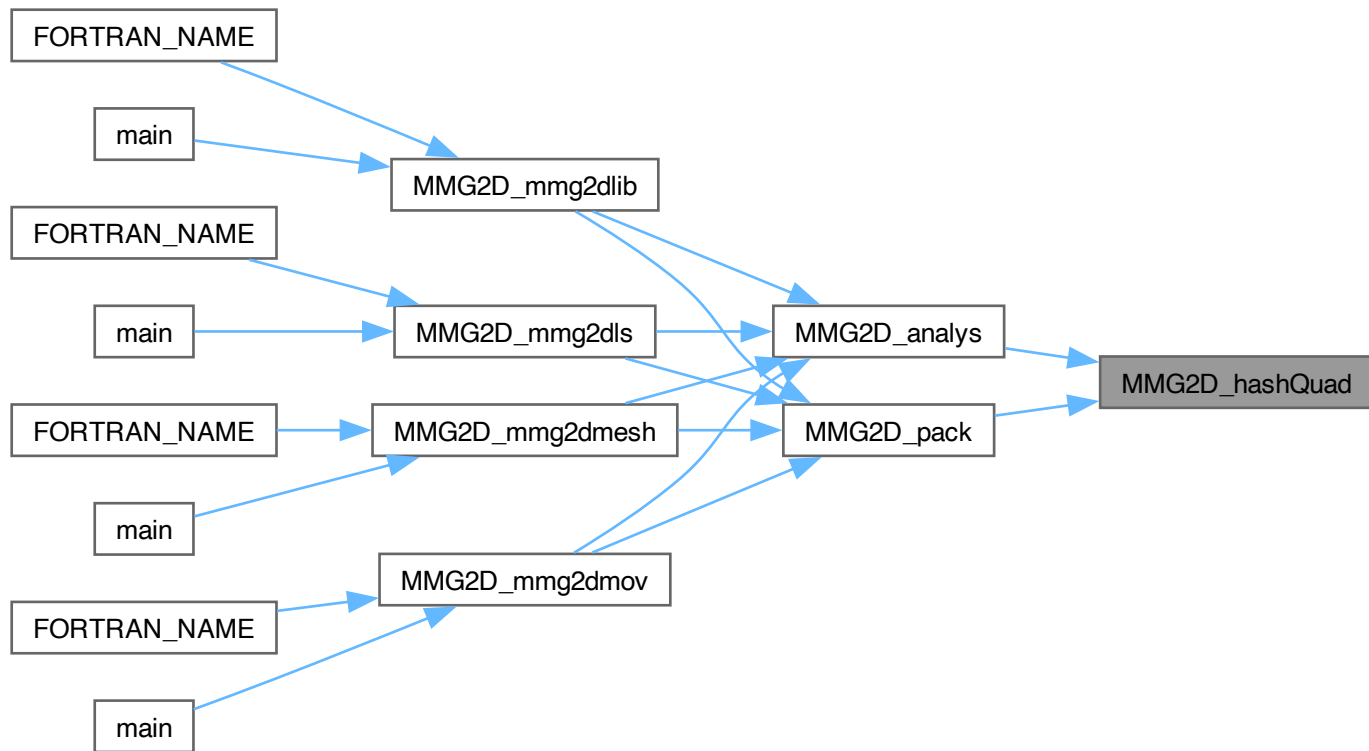 FORTRAN_NAME
main
MMG2D_mmg2dlib
FORTRAN_NAME
main
MMG2D_mmg2dls
MMG2D_analys
MMG2D_hashQuad
FORTRAN_NAME
MMG2D_mmg2dmesh
MMG2D_pack
main
MMG2D_mmg2dmov
FORTRAN_NAME
main